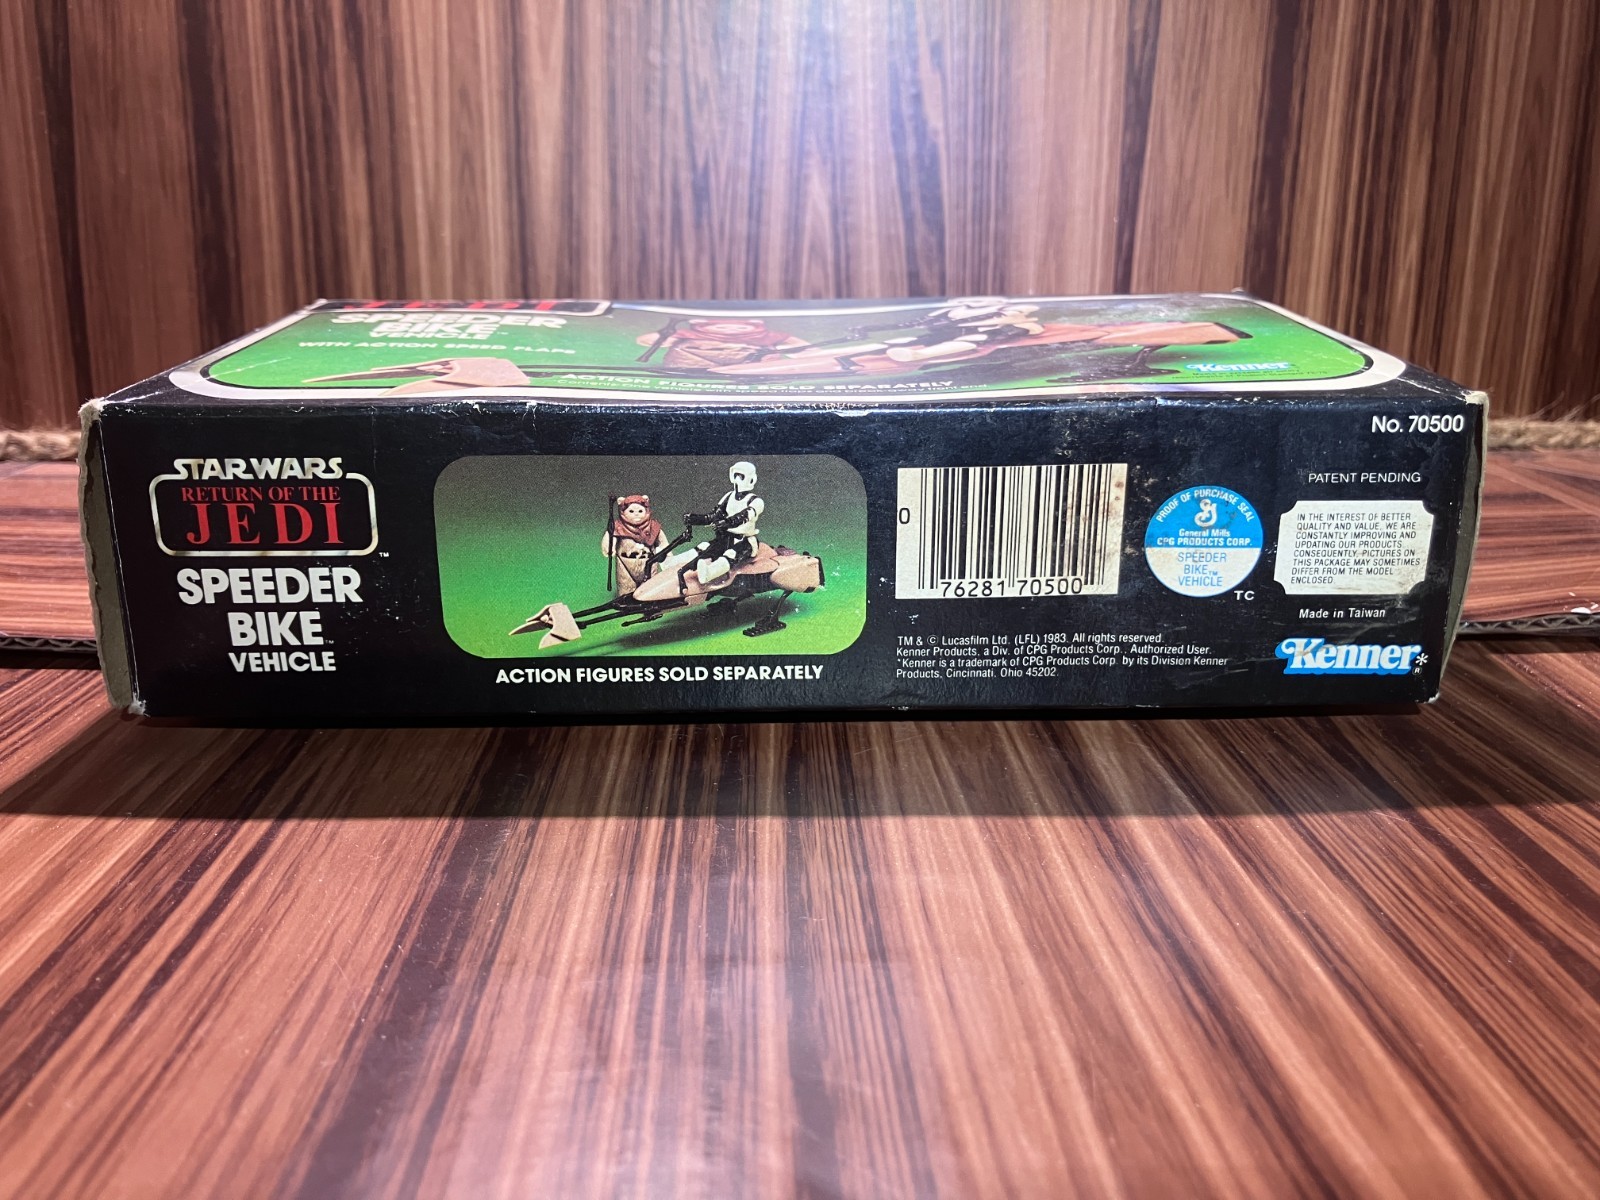 JEDI
SPEEDER
BIKE™
VEHICLE
WITH ACTION SPEED FLAPS
ACTION FIGURES SOLD SEPARATELY
Kenner
No. 70500
STAR WARS
RETURN OF THE
JEDI™
SPEEDER
BIKE™
VEHICLE
ACTION FIGURES SOLD SEPARATELY
0 76281 70500
TM & © Lucasfilm Ltd. (LFL) 1983. All rights reserved.
Kenner Products, a Div. of CPG Products Corp., Authorized User.
*Kenner is a trademark of CPG Products Corp. by its Division Kenner
Products, Cincinnati, Ohio 45202.
PROOF OF PURCHASE SEAL
G
General Mills
CPG PRODUCTS CORP.
SPEEDER
BIKE™
VEHICLE
TC
PATENT PENDING
IN THE INTEREST OF BETTER
QUALITY AND VALUE, WE ARE
CONSTANTLY IMPROVING AND
UPDATING OUR PRODUCTS.
CONSEQUENTLY, PICTURES ON
THIS PACKAGE MAY SOMETIMES
DIFFER FROM THE MODEL
ENCLOSED.
Made in Taiwan
Kenner*®